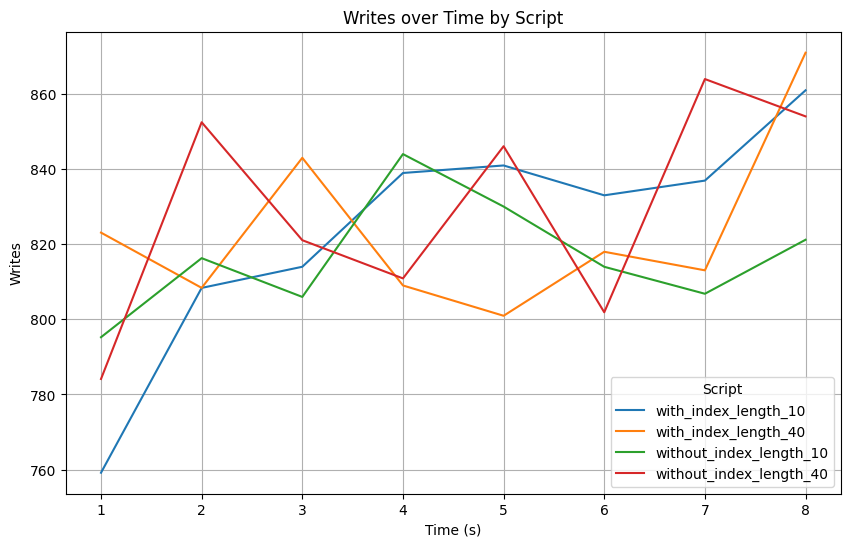 Writes over Time by Script
Writes
860
840
820
800
780
760
1 2 3 4 5 6 7 8
Time (s)
Script
with_index_length_10
with_index_length_40
without_index_length_10
without_index_length_40